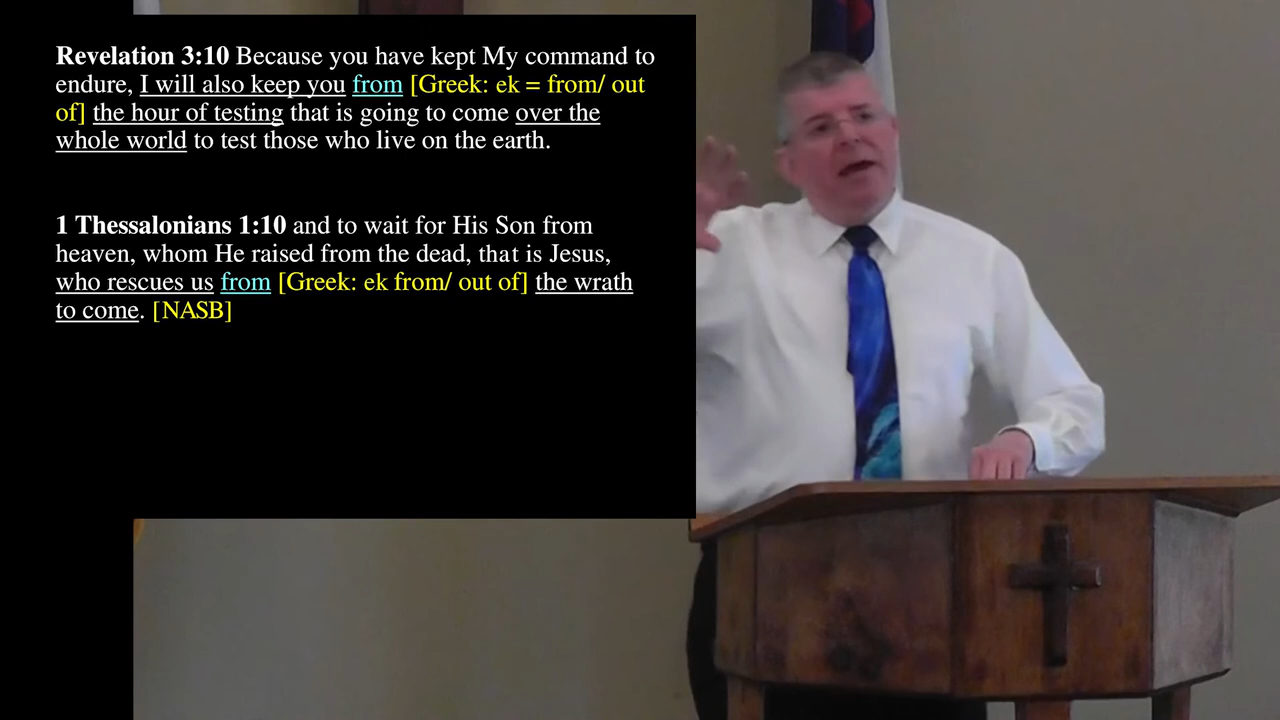 Revelation 3:10 Because you have kept My command to
endure, I will also keep you from [Greek: ek = from/ out
of] the hour of testing that is going to come over the
whole world to test those who live on the earth.
1 Thessalonians 1:10 and to wait for His Son from
heaven, whom He raised from the dead, that is Jesus,
who rescues us from [Greek: ek from/ out of] the wrath
to come. [NASB]